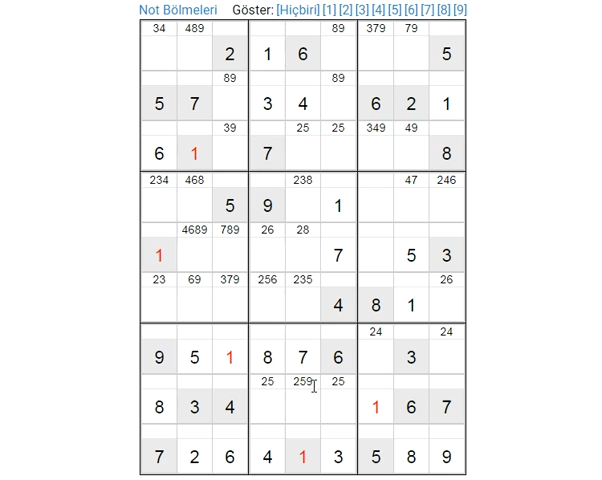 Not Bölmeleri Göster: [Hiçbiri] [1] [2] [3] [4] [5] [6] [7] [8] [9]
34 489 89 379 79
2 1 6 5
89 89
5 7 3 4 6 2 1
39 25 25 349 49
6 1 7 8
234 468 238 47 246
5 9 1
4689 789 26 28
1 7 5 3
23 69 379 256 235 26
4 8 1
24 24
9 5 1 8 7 6 3
25 259 25
8 3 4 1 6 7
7 2 6 4 1 3 5 8 9